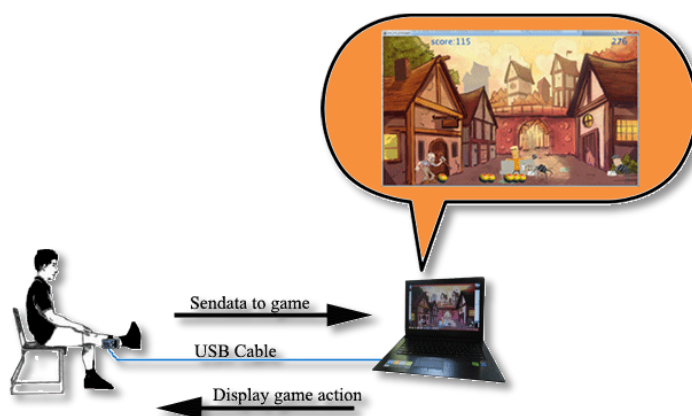 score:115
276
Sendata to game
USB Cable
Display game action